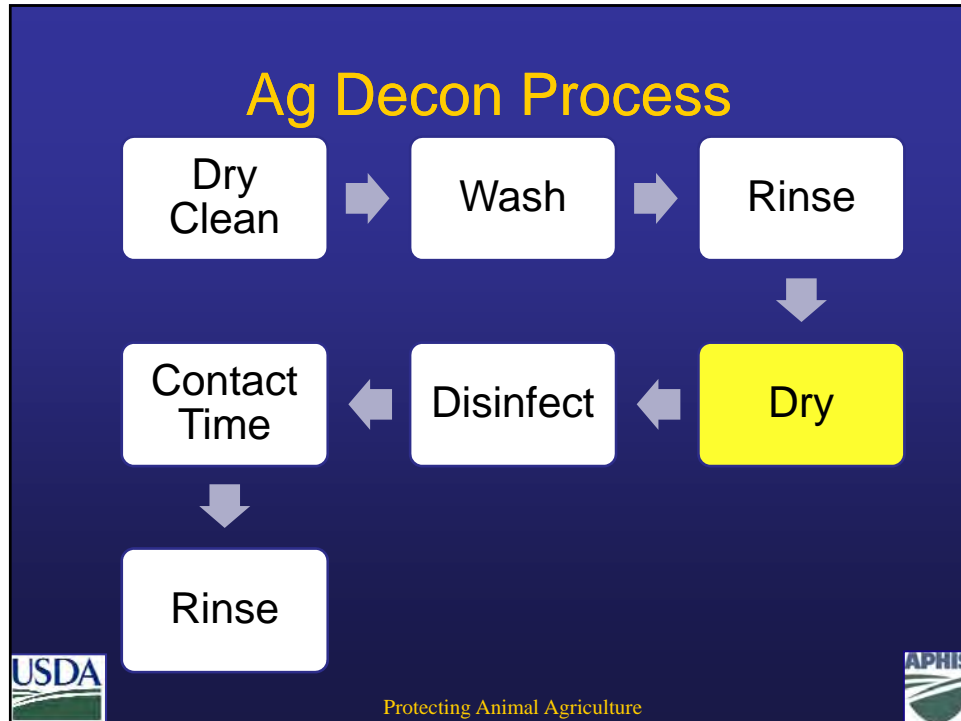 Ag Decon Process
Dry
Clean
Wash
Rinse
Dry
Disinfect
Contact
Time
Rinse
USDA
Protecting Animal Agriculture
APHIS